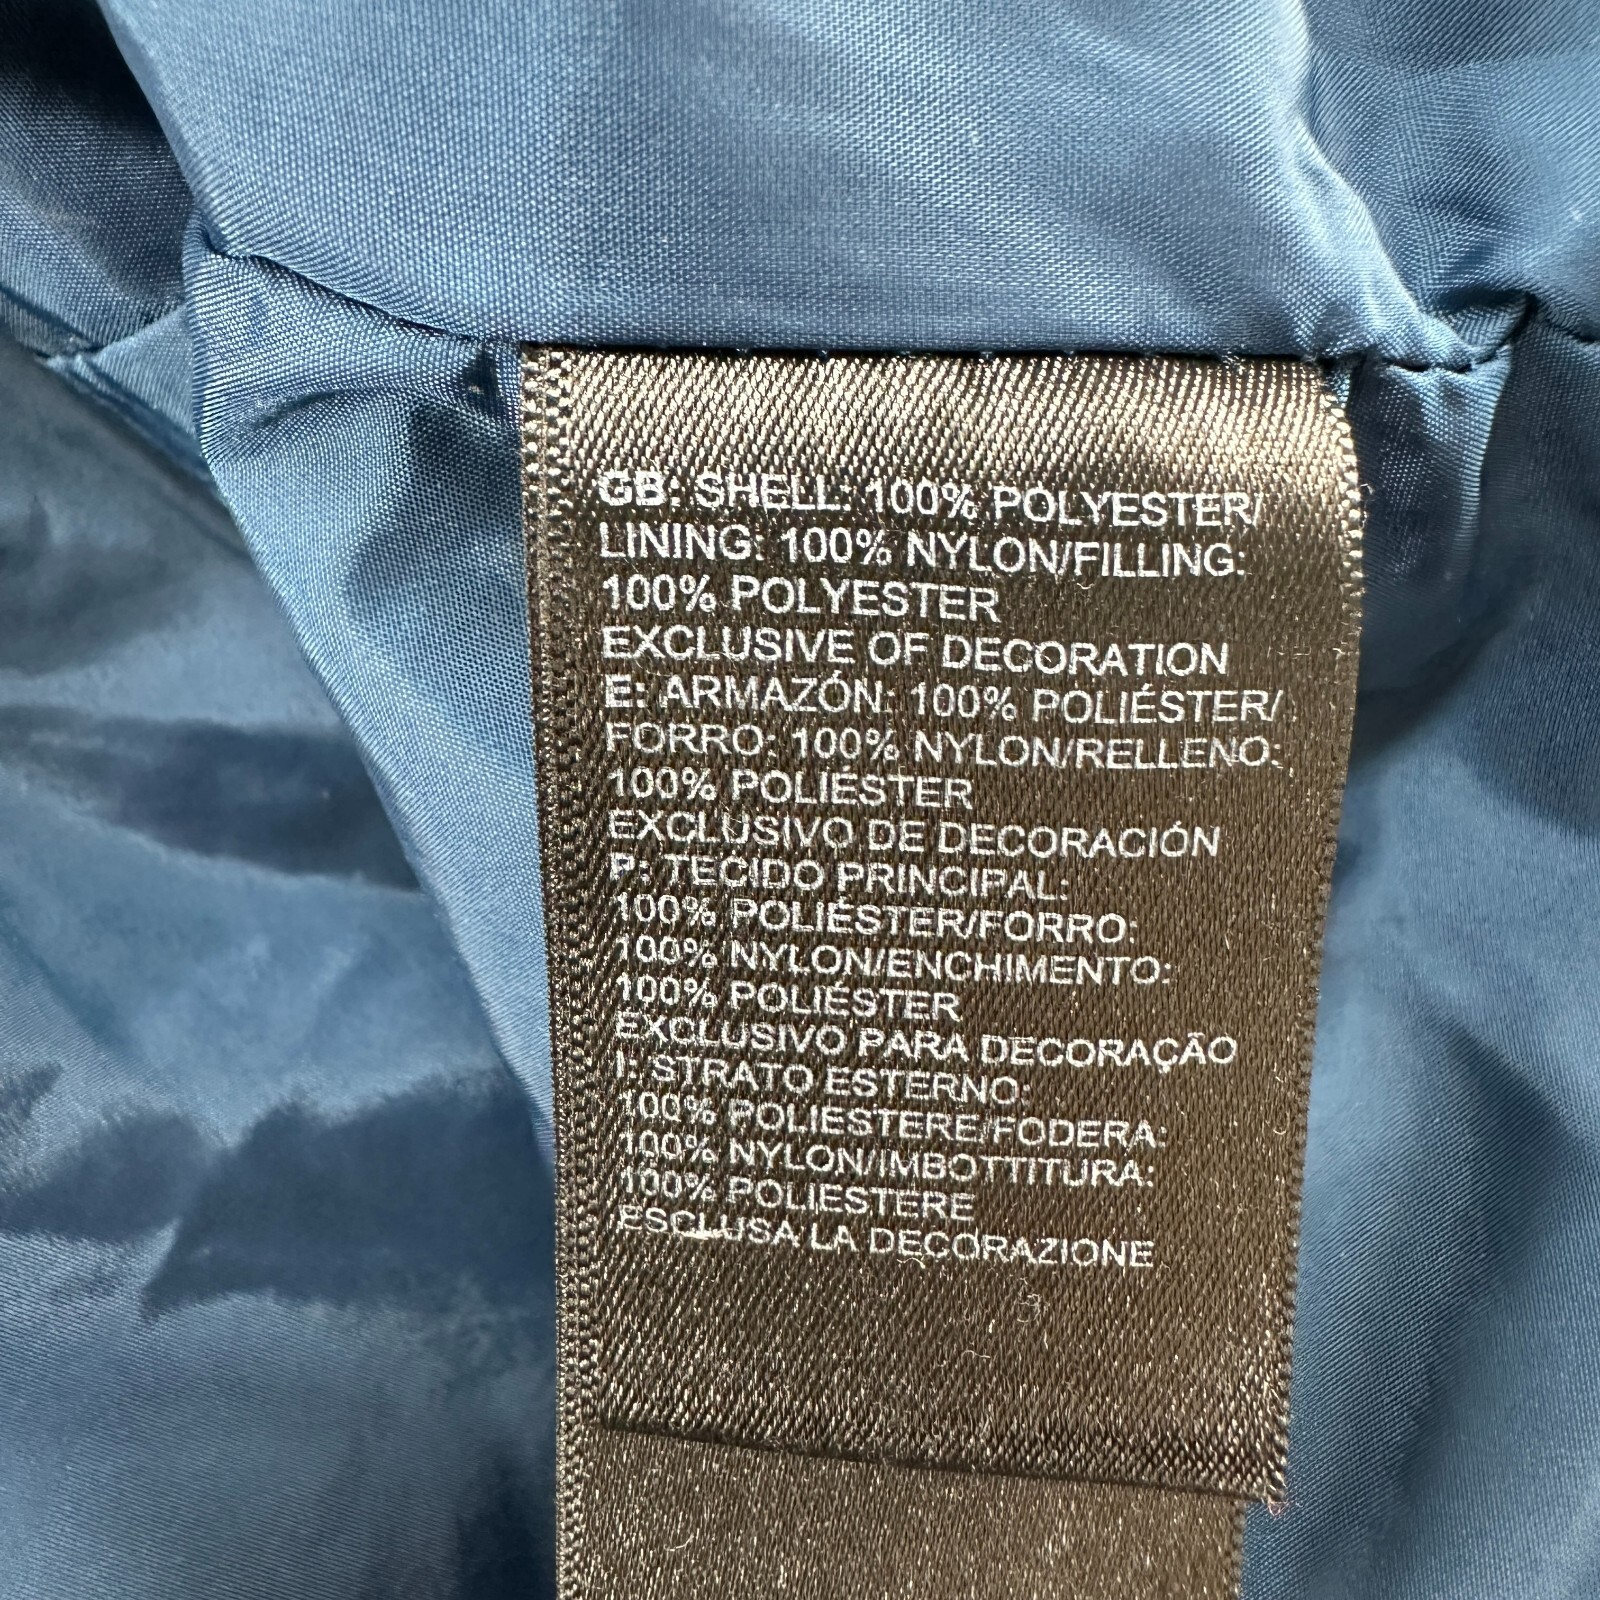 GB: SHELL: 100% POLYESTER/
LINING: 100% NYLON/FILLING:
100% POLYESTER
EXCLUSIVE OF DECORATION
E: ARMAZÓN: 100% POLIÉSTER/
FORRO: 100% NYLON/RELLENO:
100% POLIÉSTER
EXCLUSIVO DE DECORACIÓN
P: TECIDO PRINCIPAL:
100% POLIÉSTER/FORRO:
100% NYLON/ENCHIMENTO:
100% POLIÉSTER
EXCLUSIVO PARA DECORAÇÃO
I: STRATO ESTERNO:
100% POLIESTERE/FODERA:
100% NYLON/IMBOTTITURA:
100% POLIESTERE
ESCLUSA LA DECORAZIONE